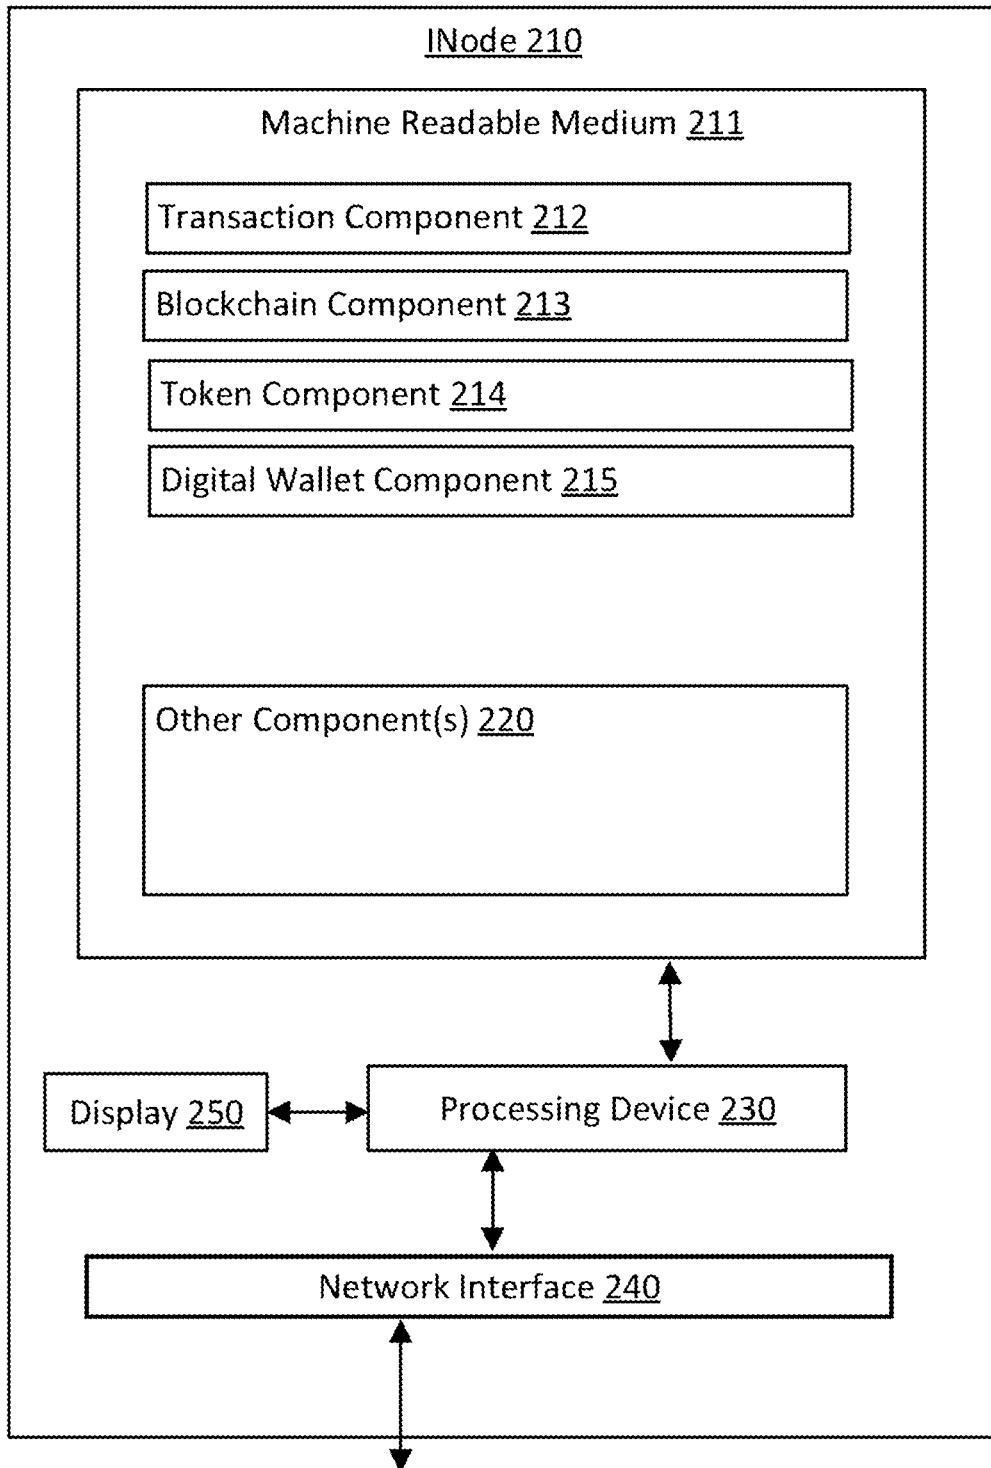 INode 210
Machine Readable Medium 211
Transaction Component 212
Blockchain Component 213
Token Component 214
Digital Wallet Component 215
Other Component(s) 220
Display 250
Processing Device 230
Network Interface 240